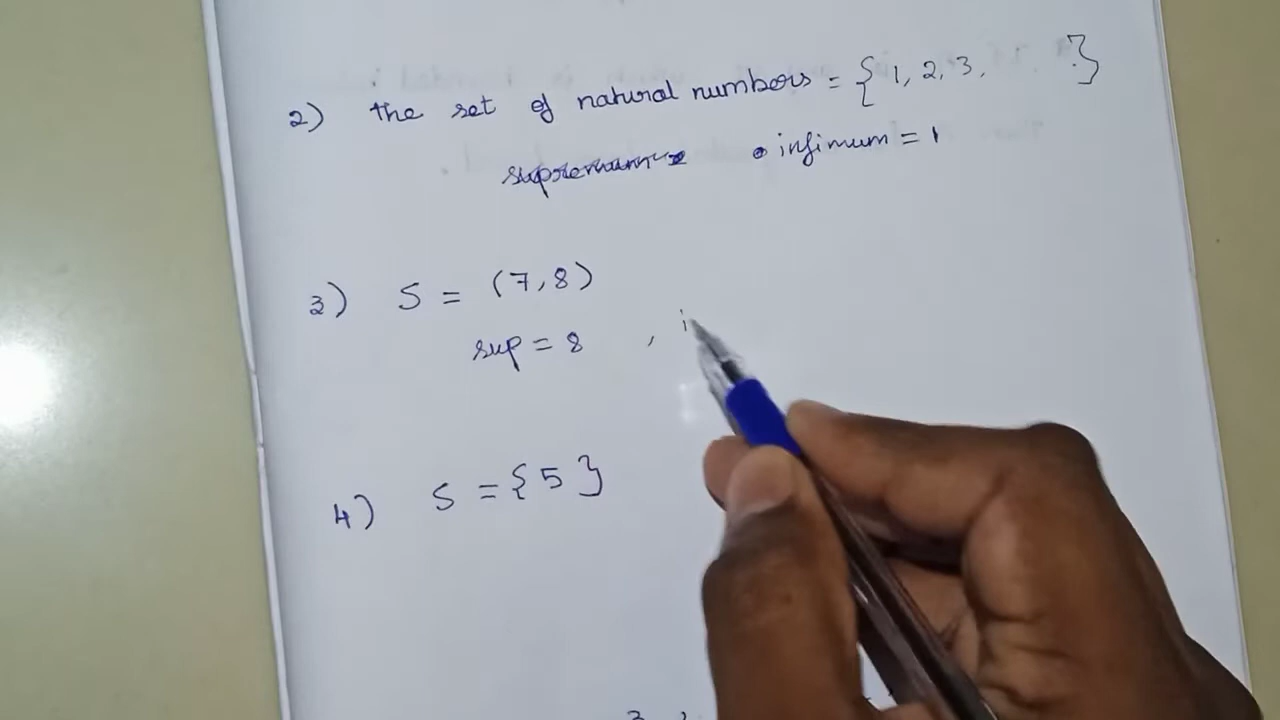 2) the set of natural numbers = { 1, 2, 3, . }
supremum infimum = 1
3) S = (7,8)
sup = 8 , i
4) S = {5}